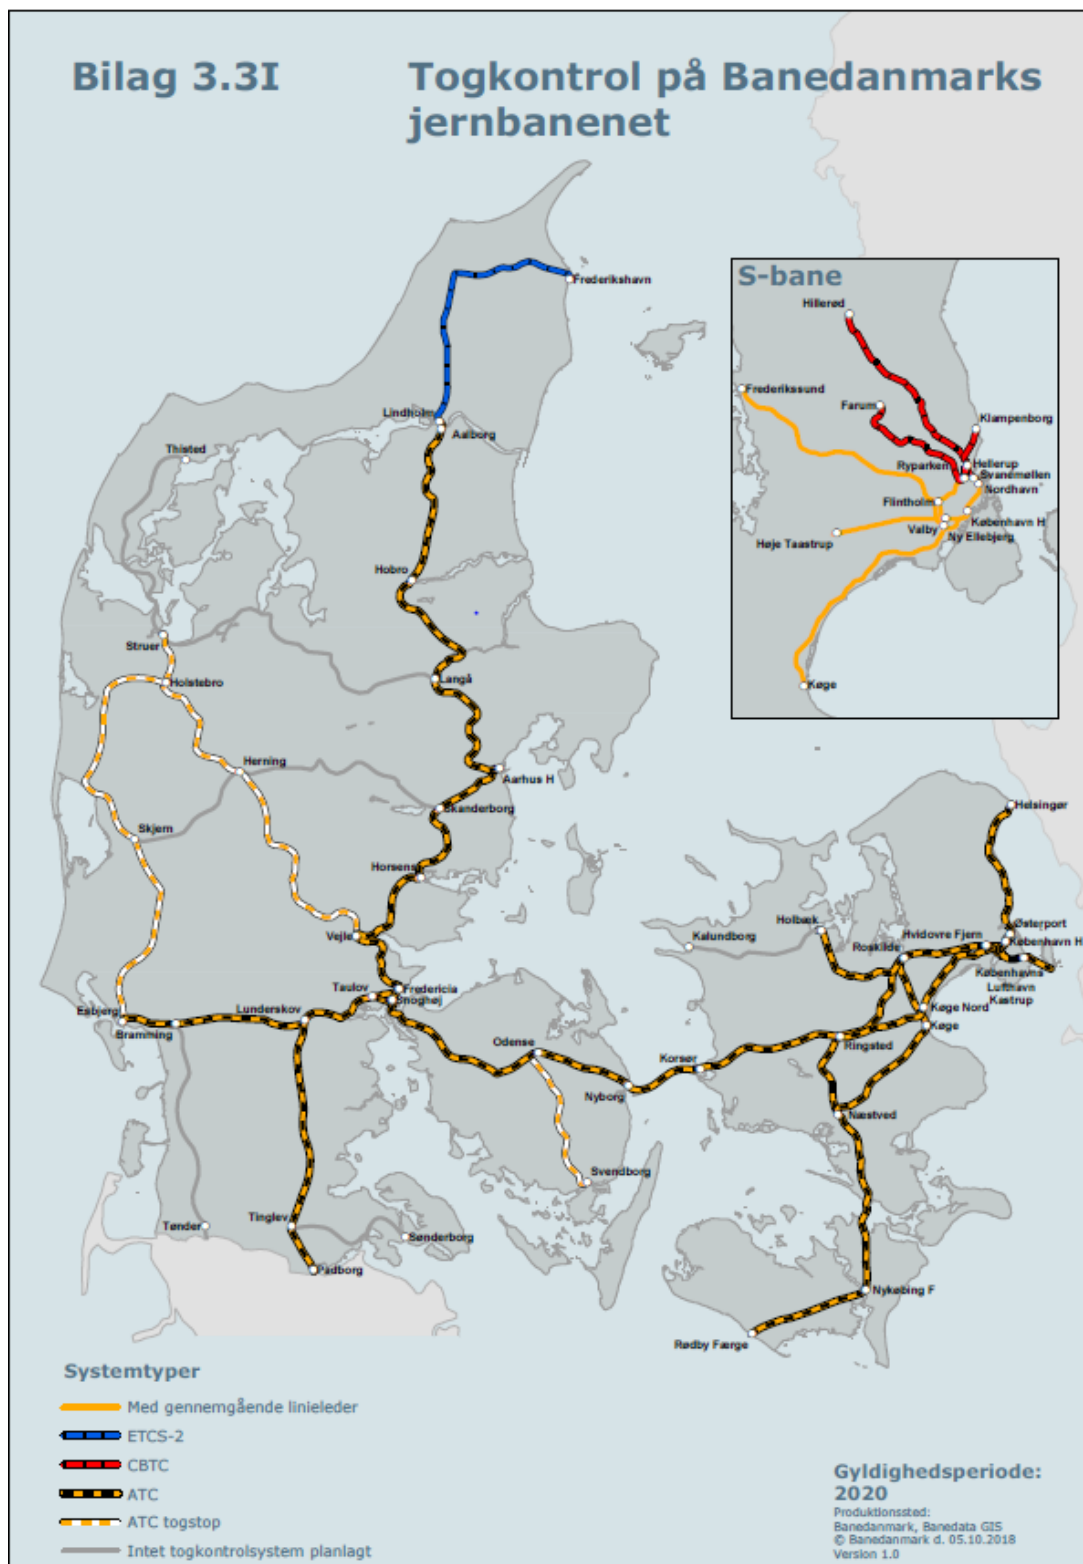 Bilag 3.3I
Togkontrol på Banedanmarks
jernbanenet
S-bane
Hillerød
Frederikssund
Farum
Klampenborg
Ryparken
Hellerup
Svanemøllen
Nordhavn
Flintholm
København H
Valby
Ny Ellebjerg
Høje Taastrup
Køge
Frederikshavn
Lindholm
Aalborg
Thisted
Hobro
Struer
Holstebro
Langå
Herning
Aarhus H
Skanderborg
Skjern
Horsens
Vejle
Helsingør
Holbæk
Kalundborg
Hvidovre Fjern
Østerport
København H
Roskilde
Københavns
Lufthavn
Kastrup
Køge Nord
Køge
Taulov
Fredericia
Snoghøj
Esbjerg
Bramming
Lunderskov
Odense
Korsør
Ringsted
Nyborg
Næstved
Svendborg
Tønder
Tinglev
Sønderborg
Padborg
Nykøbing F
Rødby Færge
Systemtyper
Med gennemgående linieleder
ETCS-2
CBTC
ATC
ATC togstop
Intet togkontrolsystem planlagt
Gyldighedsperiode:
2020
Produktionssted:
Banedanmark, Banedata GIS
© Banedanmark d. 05.10.2018
Version 1.0